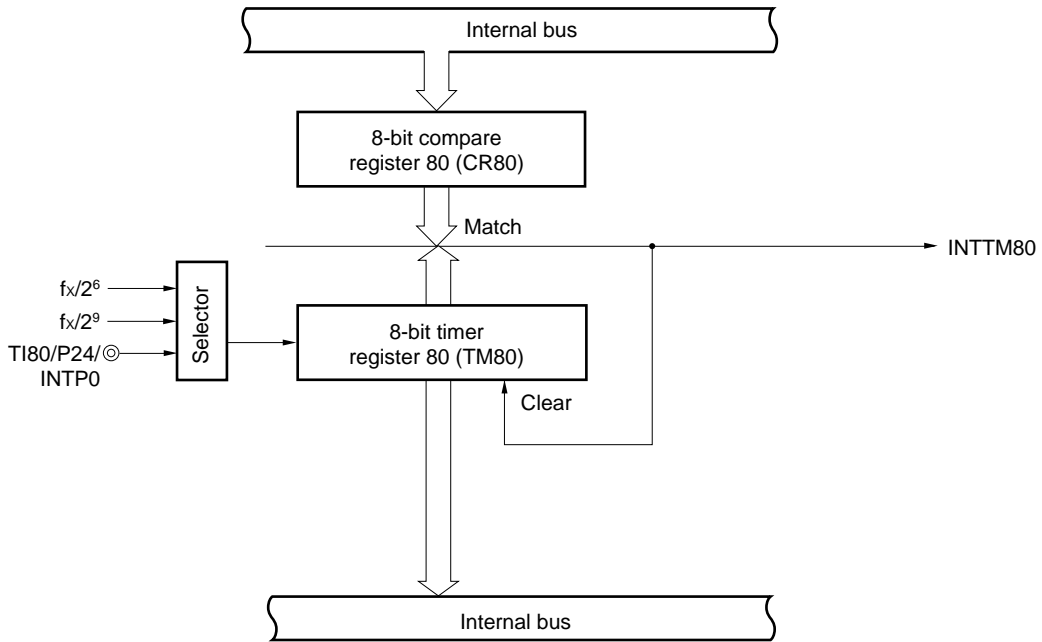 Internal bus
8-bit compare
register 80 (CR80)
Match
INTTM80
fx/2⁶
fx/2⁹
TI80/P24/
INTP0
Selector
8-bit timer
register 80 (TM80)
Clear
Internal bus